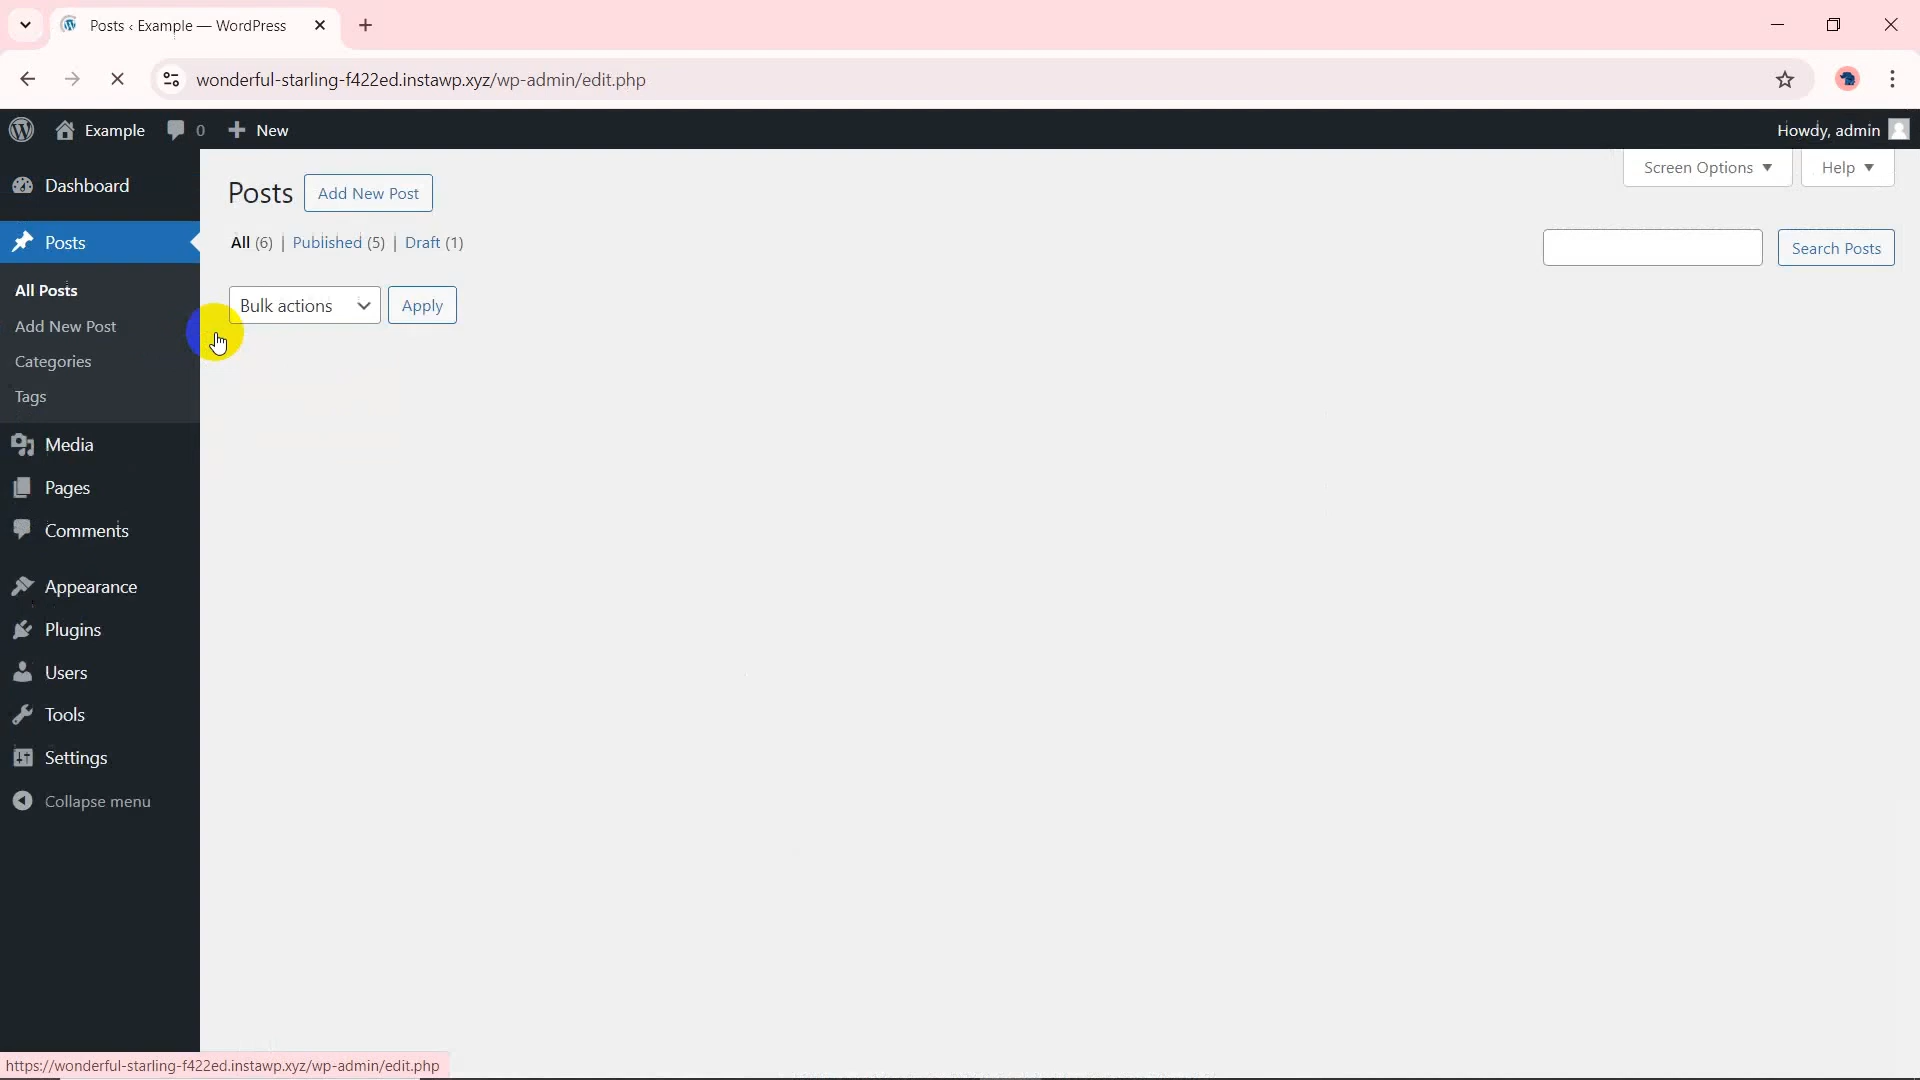 Posts ‹ Example — WordPress
wonderful-starling-f422ed.instawp.xyz/wp-admin/edit.php
Example 0 New Howdy, admin
Dashboard
Posts
All Posts
Add New Post
Categories
Tags
Media
Pages
Comments
Appearance
Plugins
Users
Tools
Settings
Collapse menu
Screen Options Help
Posts Add New Post
All (6) | Published (5) | Draft (1)
Search Posts
Bulk actions Apply
https://wonderful-starling-f422ed.instawp.xyz/wp-admin/edit.php